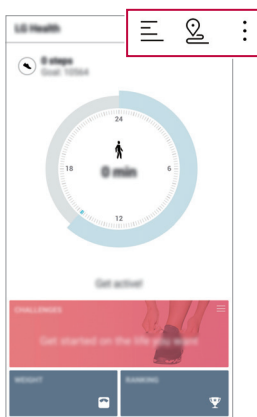 LG Health
0 steps
Goal: 10564
24
18
6
0 min
12
Get active!
CHALLENGES
Get started on the life you want
WEIGHT
RANKING